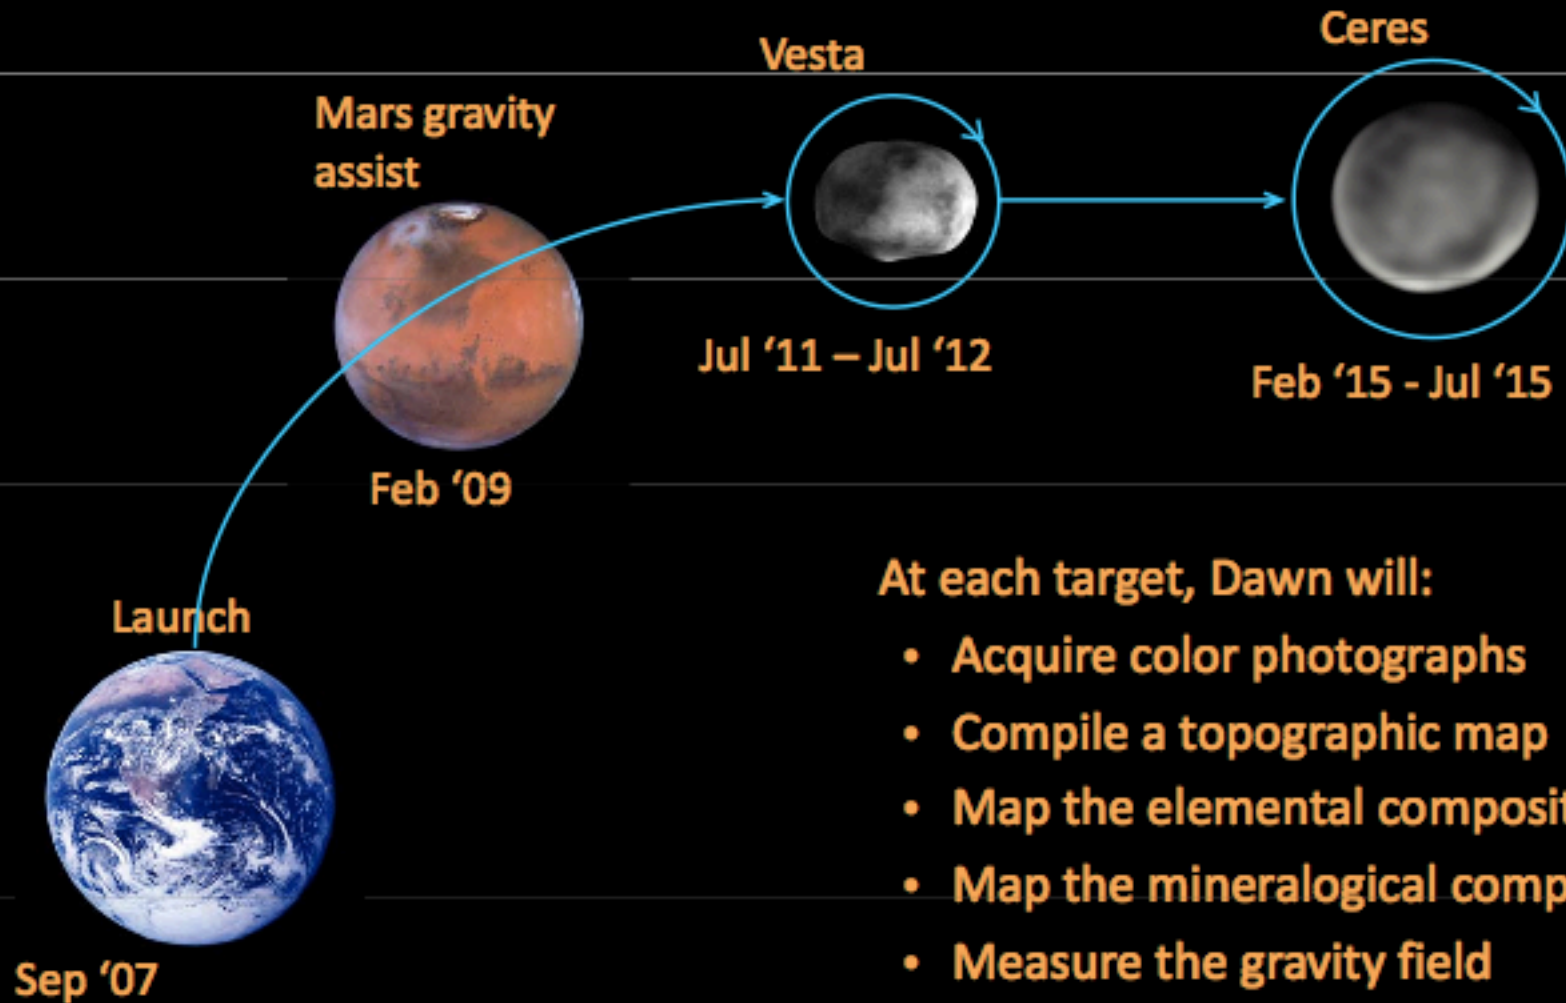 Ceres
Vesta
Mars gravity
assist
Jul ‘11 – Jul ‘12
Feb ‘15 - Jul ‘15
Feb ‘09
Launch
Sep ‘07
At each target, Dawn will:
• Acquire color photographs
• Compile a topographic map
• Map the elemental
• Map the mineralogical
• Measure the gravity field